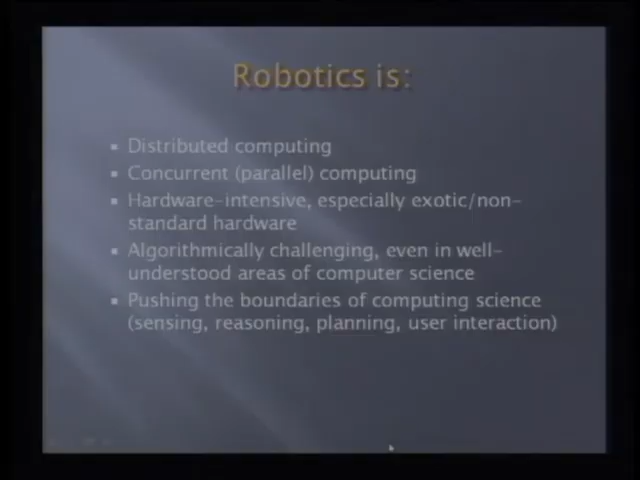 Robotics is:
Distributed computing
Concurrent (parallel) computing
Hardware-intensive, especially exotic/non-
standard hardware
Algorithmically challenging, even in well-
understood areas of computer science
Pushing the boundaries of computing science
(sensing, reasoning, planning, user interaction)